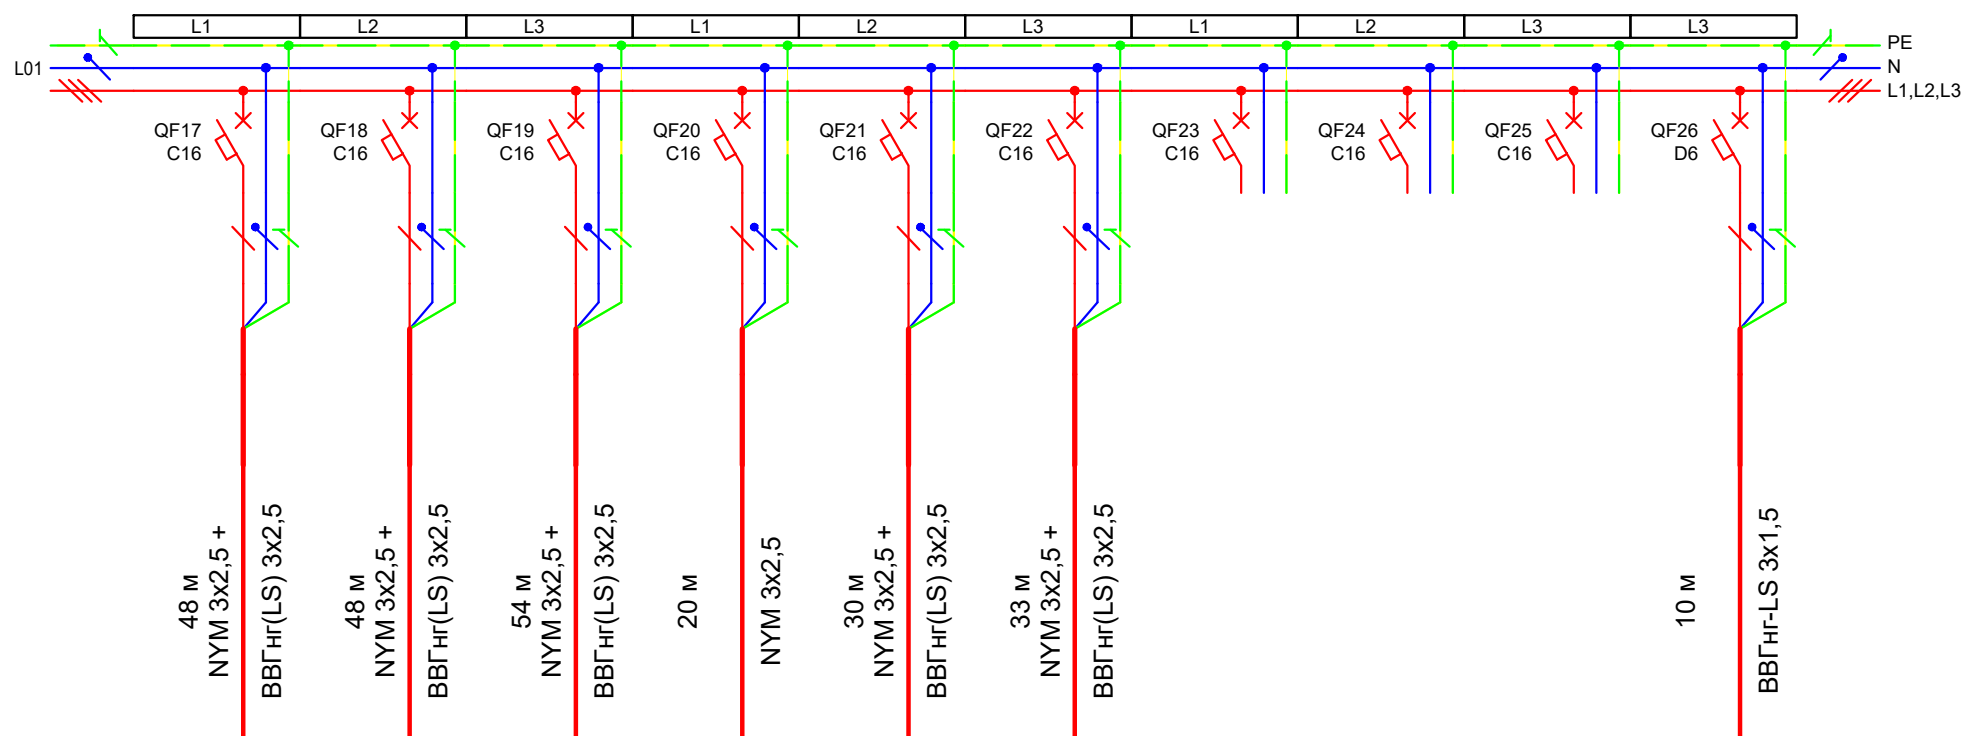 L1
L2
L3
L1
L2
L3
L1
L2
L3
L3
PE
N
L1,L2,L3
L01
QF17
C16
QF18
C16
QF19
C16
QF20
C16
QF21
C16
QF22
C16
QF23
C16
QF24
C16
QF25
C16
QF26
D6
48 м
NYM 3x2,5 +
ВВГнг(LS) 3x2,5
48 м
NYM 3x2,5 +
ВВГнг(LS) 3x2,5
54 м
NYM 3x2,5 +
ВВГнг(LS) 3x2,5
20 м
NYM 3x2,5
30 м
NYM 3x2,5 +
ВВГнг(LS) 3x2,5
33 м
NYM 3x2,5 +
ВВГнг(LS) 3x2,5
10 м
ВВГнг-LS 3x1,5